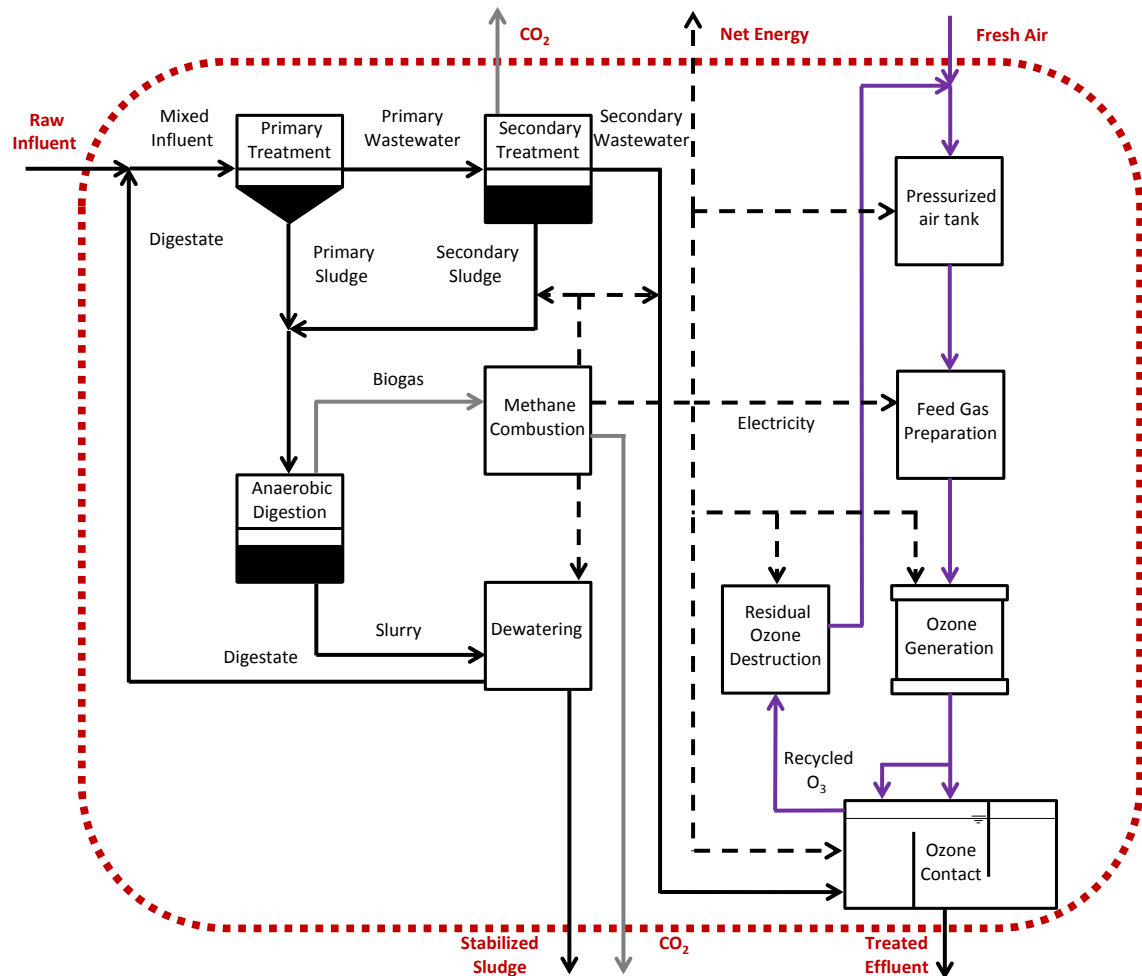 CO₂
Net Energy
Fresh Air
Raw
Influent
Mixed
Influent
Primary
Treatment
Primary
Wastewater
Secondary
Treatment
Secondary
Wastewater
Pressurized
air tank
Digestate
Primary
Sludge
Secondary
Sludge
Biogas
Methane
Combustion
Electricity
Feed Gas
Preparation
Anaerobic
Digestion
Slurry
Digestate
Dewatering
Residual
Ozone
Destruction
Ozone
Generation
Recycled
O₃
Ozone
Contact
Stabilized
Sludge
CO₂
Treated
Effluent